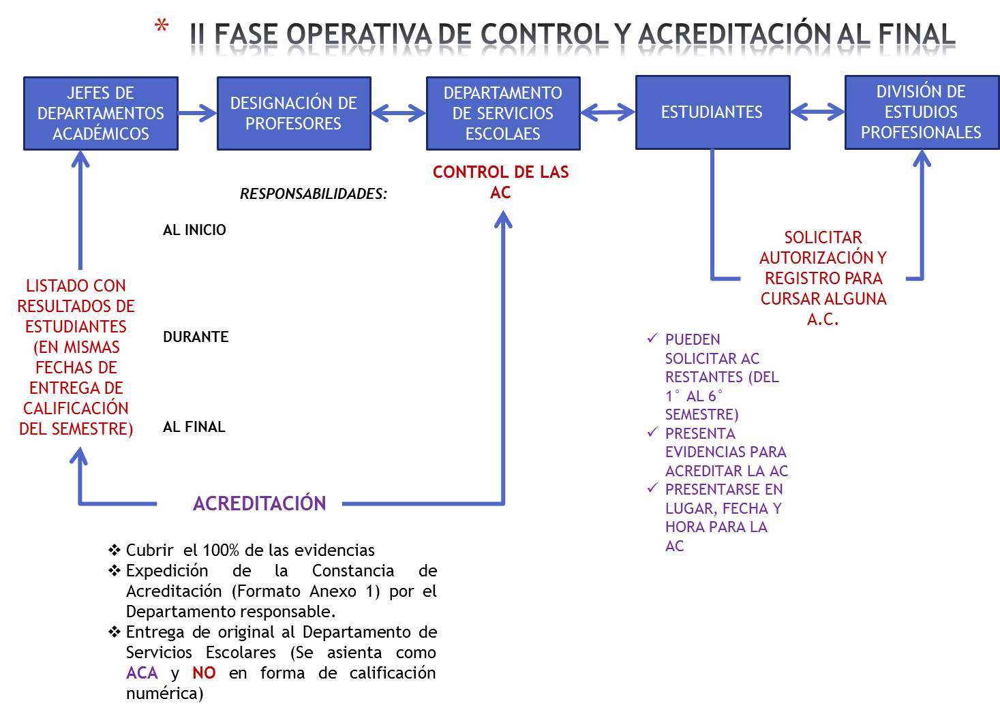 * II FASE OPERATIVA DE CONTROL Y ACREDITACIÓN AL FINAL
JEFES DE
DEPARTAMENTOS
ACADÉMICOS
DESIGNACIÓN DE
PROFESORES
DEPARTAMENTO
DE SERVICIOS
ESCOLAES
ESTUDIANTES
DIVISIÓN DE
ESTUDIOS
PROFESIONALES
CONTROL DE LAS
AC
RESPONSABILIDADES:
AL INICIO
DURANTE
AL FINAL
LISTADO CON
RESULTADOS DE
ESTUDIANTES
(EN MISMAS
FECHAS DE
ENTREGA DE
CALIFICACIÓN
DEL SEMESTRE)
SOLICITAR
AUTORIZACIÓN Y
REGISTRO PARA
CURSAR ALGUNA
A.C.
✓ PUEDEN
SOLICITAR AC
RESTANTES (DEL
1° AL 6°
SEMESTRE)
✓ PRESENTA
EVIDENCIAS PARA
ACREDITAR LA AC
✓ PRESENTARSE EN
LUGAR, FECHA Y
HORA PARA LA
AC
ACREDITACIÓN
❖ Cubrir el 100% de las evidencias
❖ Expedición de la Constancia de
Acreditación (Formato Anexo 1) por el
Departamento responsable.
❖ Entrega de original al Departamento de
Servicios Escolares (Se asienta como
ACA y NO en forma de calificación
numérica)